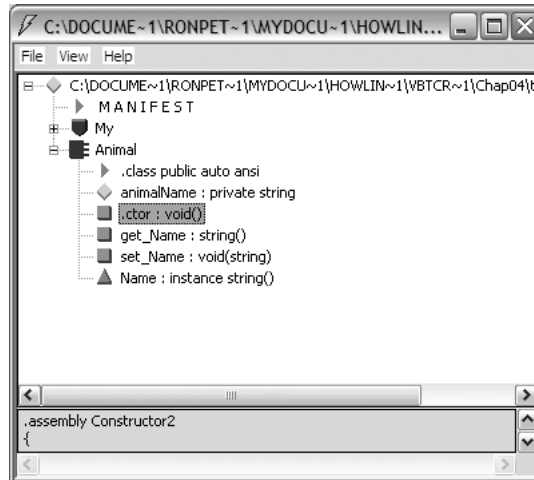 C:\DOCUME~1\RONPET~1\MYDOCU~1\HOWLIN...
File View Help
C:\DOCUME~1\RONPET~1\MYDOCU~1\HOWLIN~1\VBTCR~1\Chap04\t
MANIFEST
My
Animal
.class public auto ansi
animalName : private string
.ctor : void()
get_Name : string()
set_Name : void(string)
Name : instance string()
.assembly Constructor2
{